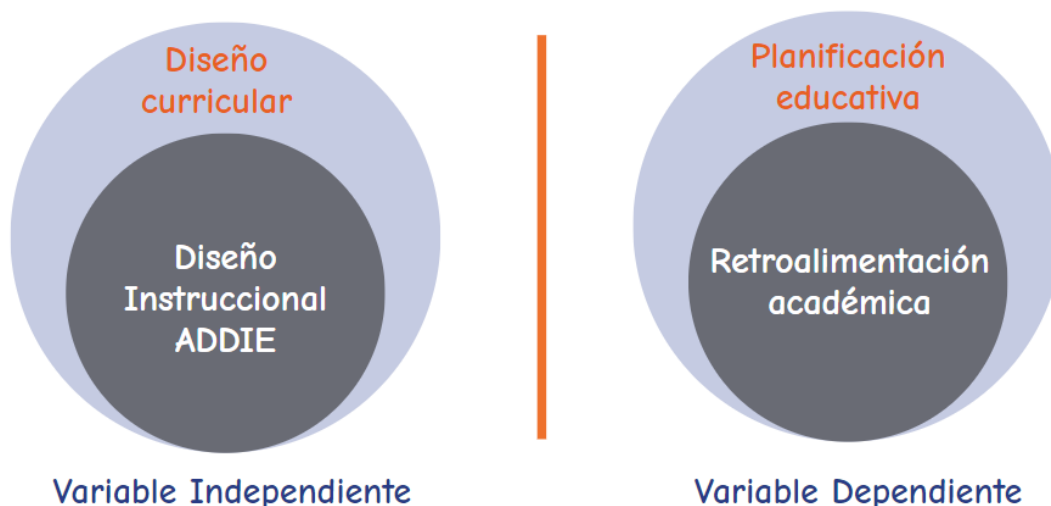 Diseño
curricular
Diseño
Instruccional
ADDIE
Variable Independiente
Planificación
educativa
Retroalimentación
académica
Variable Dependiente